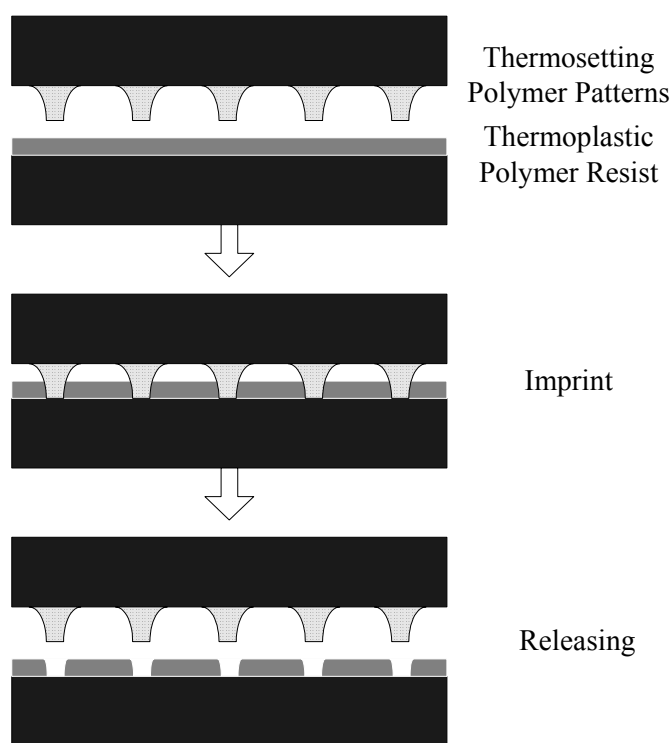 Thermosetting
Polymer Patterns
Thermoplastic
Polymer Resist
Imprint
Releasing